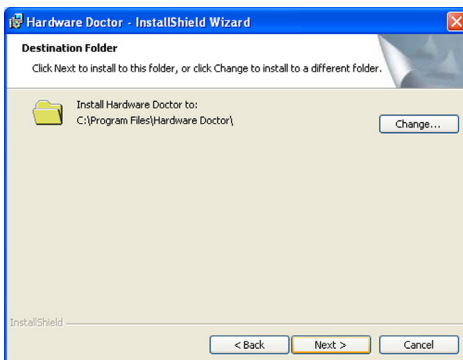 Hardware Doctor - InstallShield Wizard
Destination Folder
Click Next to install to this folder, or click Change to install to a different folder.
Install Hardware Doctor to:
C:\Program Files\Hardware Doctor\
Change...
InstallShield
< Back
Next >
Cancel